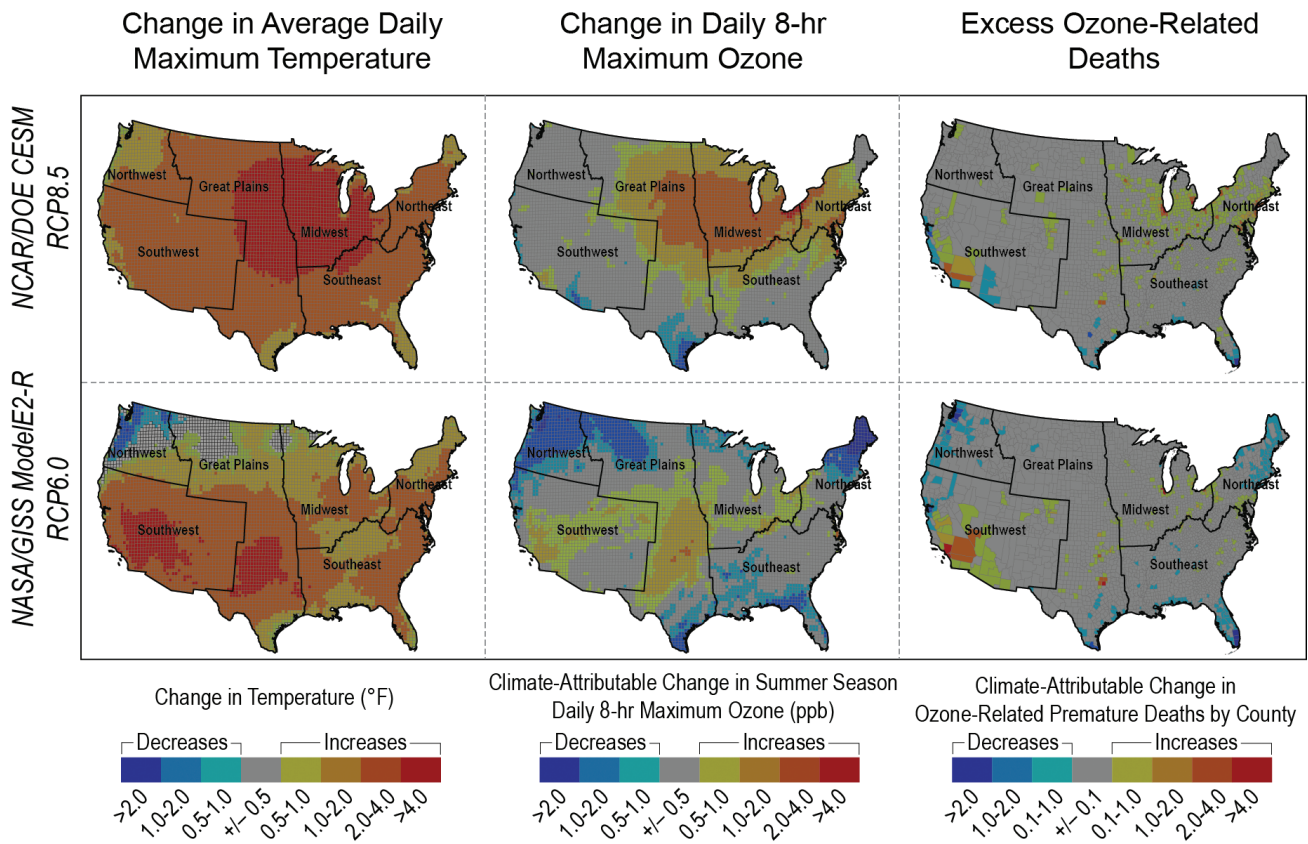 Change in Average Daily
Maximum Temperature
Change in Daily 8-hr
Maximum Ozone
Excess Ozone-Related
Deaths
NCAR/DOE CESM
RCP8.5
Northwest
Great Plains
Midwest
Northeast
Southwest
Southeast
Northwest
Great Plains
Midwest
Northeast
Southwest
Southeast
Northwest
Great Plains
Midwest
Northeast
Southwest
Southeast
NASA/GISS ModelE2-R
RCP6.0
Northwest
Great Plains
Midwest
Northeast
Southwest
Southeast
Northwest
Great Plains
Midwest
Northeast
Southwest
Southeast
Northwest
Great Plains
Midwest
Northeast
Southwest
Southeast
Change in Temperature (°F)
Decreases
Increases
>2.0
1.0-2.0
0.5-1.0
+/– 0.5
0.5-1.0
1.0-2.0
2.0-4.0
>4.0
Climate-Attributable Change in Summer Season
Daily 8-hr Maximum Ozone (ppb)
Decreases
Increases
>2.0
1.0-2.0
0.5-1.0
+/– 0.5
0.5-1.0
1.0-2.0
2.0-4.0
>4.0
Climate-Attributable Change in
Ozone-Related Premature Deaths by County
Decreases
Increases
>2.0
1.0-2.0
0.1-1.0
+/– 0.1
0.1-1.0
1.0-2.0
2.0-4.0
>4.0